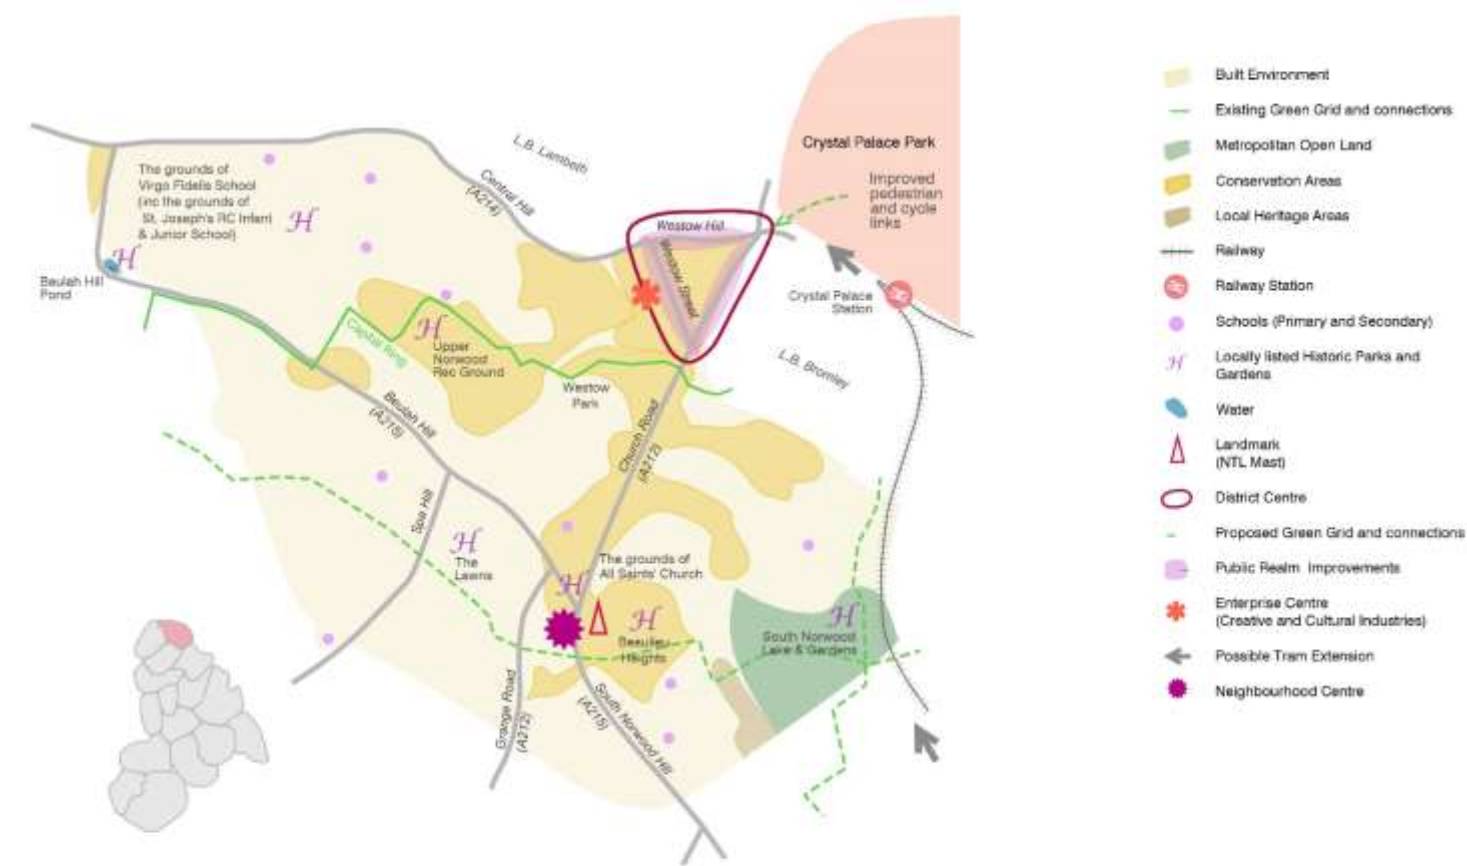 L.B. Lambeth
Crystal Palace Park
Improved
pedestrian
and cycle
links
The grounds of
Virgo Fidelis School
(inc the grounds of
St. Joseph's RC Infant
& Junior School)
H
Central Hill
(A214)
Westow Hill
Westow Street
H
Beulah Hill
Pond
Crystal Palace
Station
Capital Ring
H
Upper
Norwood
Rec Ground
Westow
Park
L.B. Bromley
Beulah Hill
(A215)
Church Road
(A212)
Spa Hill
H
The
Lawns
The grounds of
All Saints' Church
H
H
Beaulieu
Heights
H
South Norwood
Lake & Gardens
Grange Road
(A212)
South Norwood Hill
(A215)
Built Environment
Existing Green Grid and connections
Metropolitan Open Land
Conservation Areas
Local Heritage Areas
Railway
Railway Station
Schools (Primary and Secondary)
H
Locally listed Historic Parks and
Gardens
Water
Landmark
(NTL Mast)
District Centre
Proposed Green Grid and connections
Public Realm Improvements
Enterprise Centre
(Creative and Cultural Industries)
Possible Tram Extension
Neighbourhood Centre